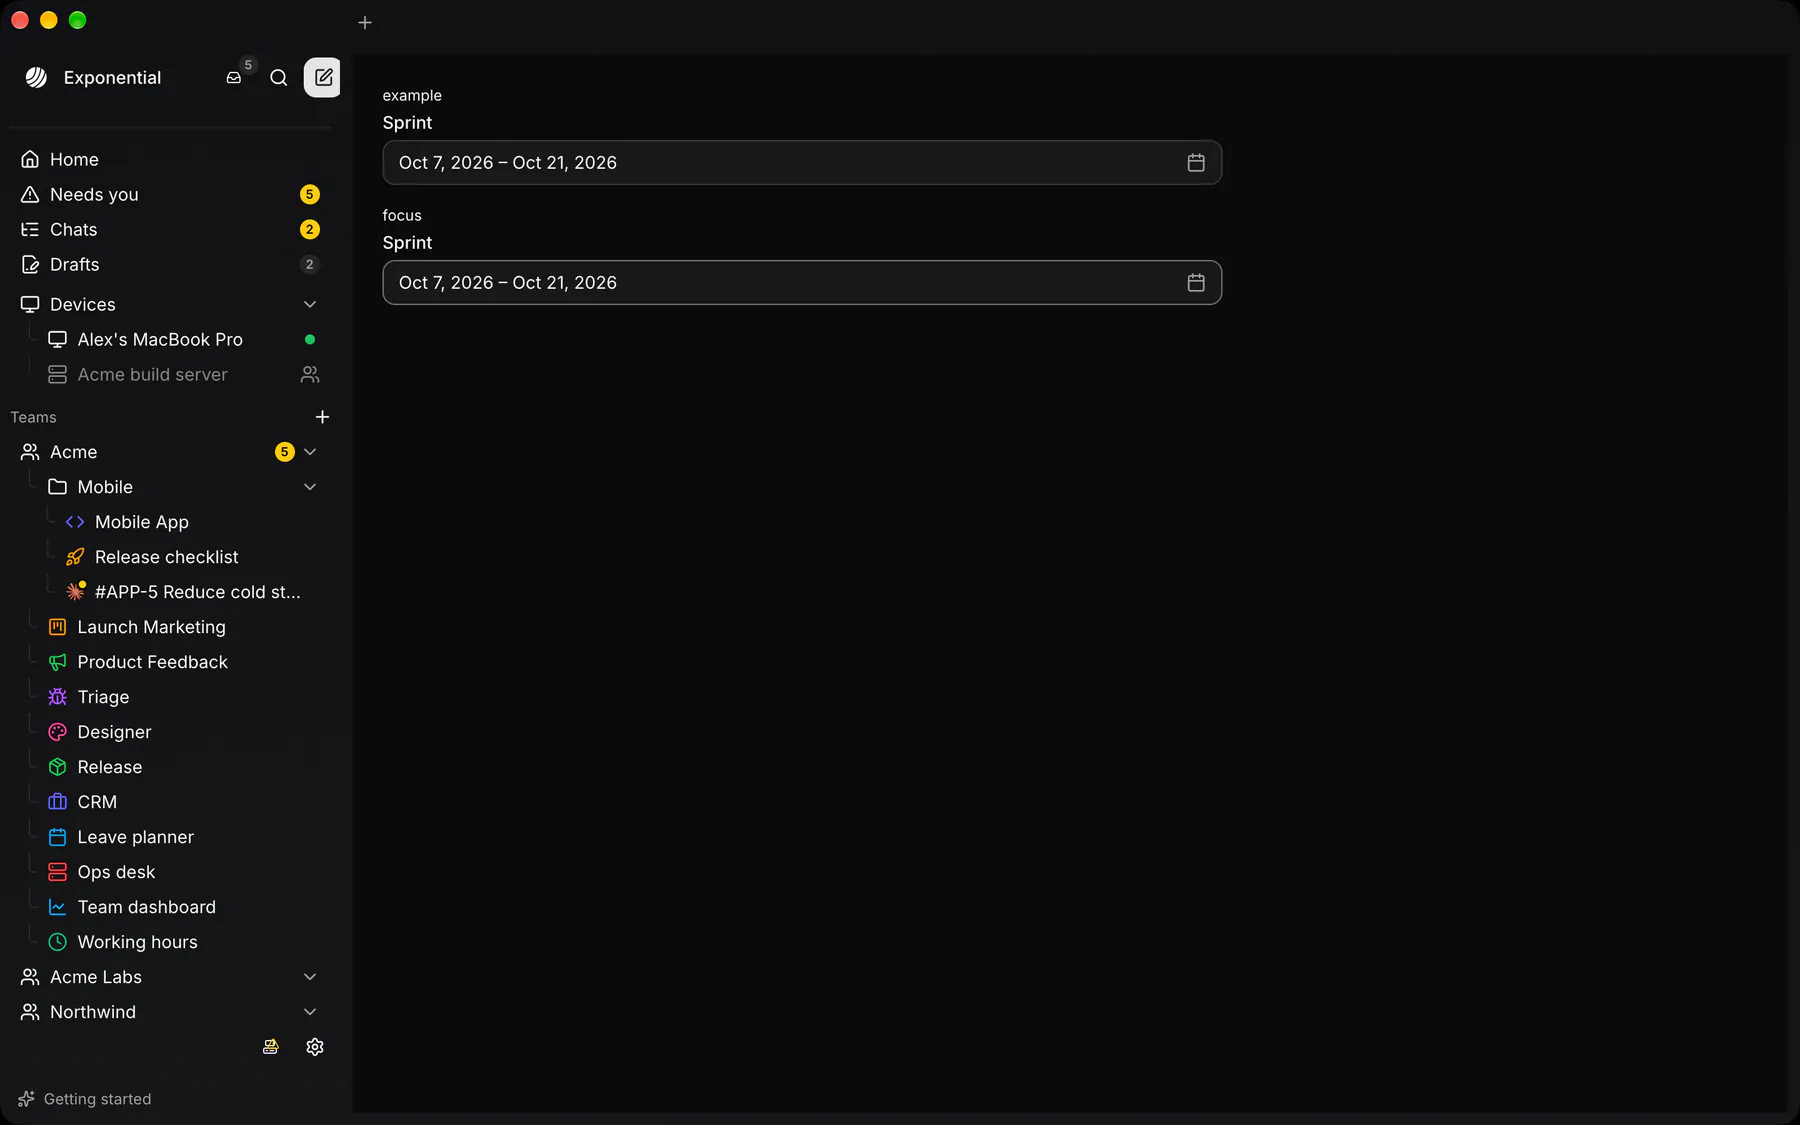 Exponential
5
Home
Needs you
5
Chats
2
Drafts
2
Devices
Alex's MacBook Pro
Acme build server
Teams
Acme
5
Mobile
Mobile App
Release checklist
#APP-5 Reduce cold st...
Launch Marketing
Product Feedback
Triage
Designer
Release
CRM
Leave planner
Ops desk
Team dashboard
Working hours
Acme Labs
Northwind
Getting started
example
Sprint
Oct 7, 2026 – Oct 21, 2026
focus
Sprint
Oct 7, 2026 – Oct 21, 2026